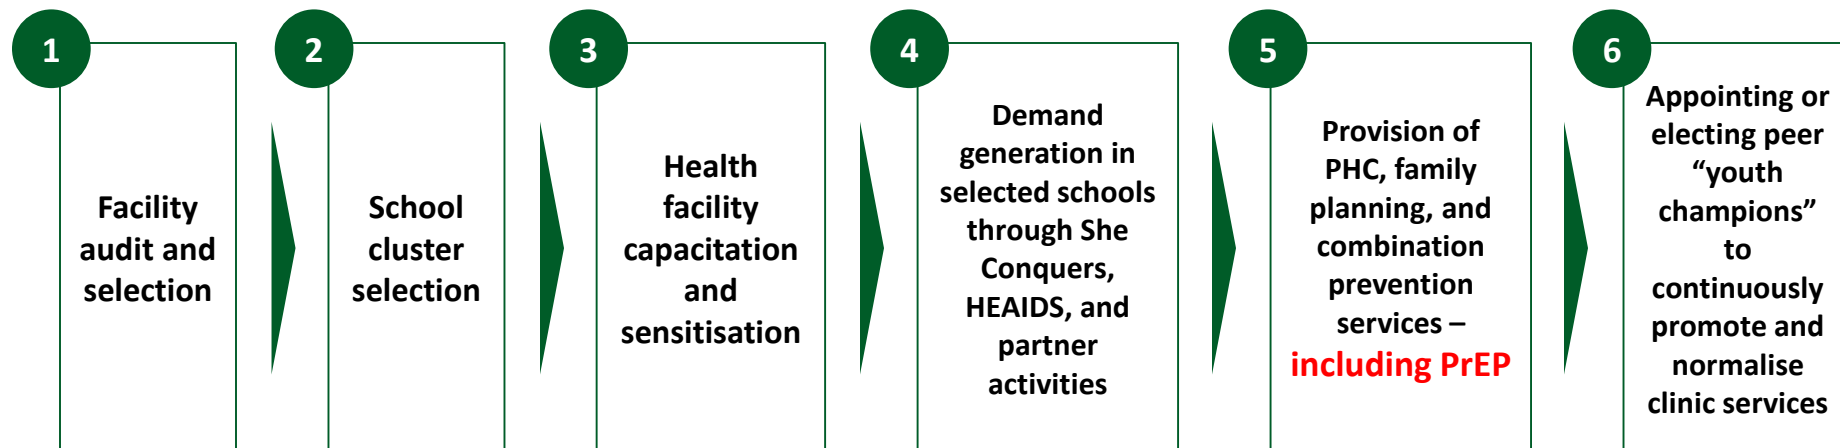 1
Facility
audit and
selection
2
School
cluster
selection
3
Health
facility
capacitation
and
sensitisation
4
Demand
generation in
selected schools
through She
Conquers,
HEAIDS, and
partner
activities
5
Provision of
PHC, family
planning, and
combination
prevention
services –
including PrEP
6
Appointing or
electing peer
“youth
champions”
to
continuously
promote and
normalise
clinic services